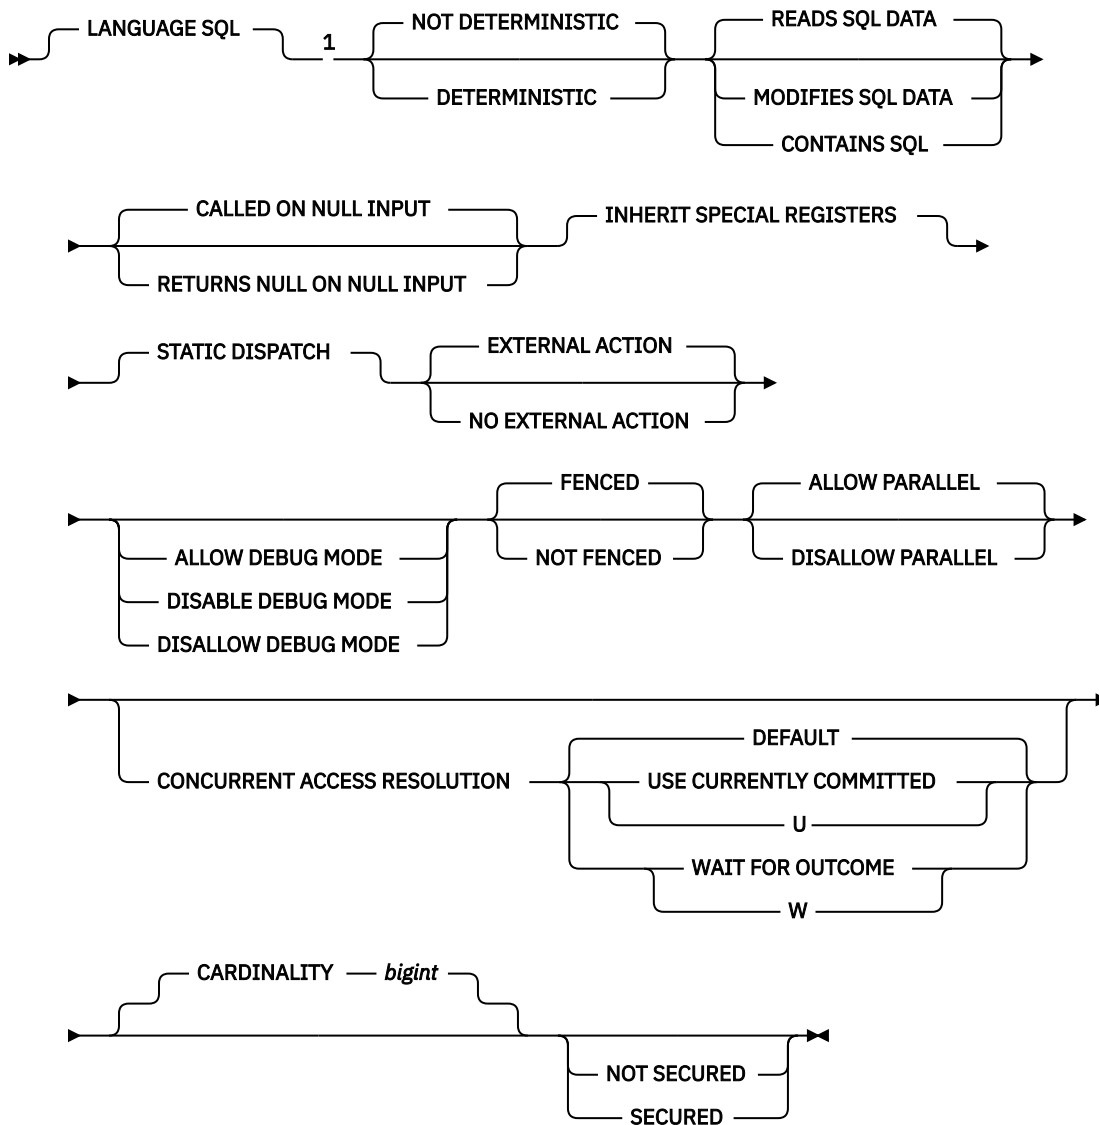 LANGUAGE SQL
1
NOT DETERMINISTIC
DETERMINISTIC
READS SQL DATA
MODIFIES SQL DATA
CONTAINS SQL
CALLED ON NULL INPUT
RETURNS NULL ON NULL INPUT
INHERIT SPECIAL REGISTERS
STATIC DISPATCH
EXTERNAL ACTION
NO EXTERNAL ACTION
ALLOW DEBUG MODE
DISABLE DEBUG MODE
DISALLOW DEBUG MODE
FENCED
NOT FENCED
ALLOW PARALLEL
DISALLOW PARALLEL
CONCURRENT ACCESS RESOLUTION
DEFAULT
USE CURRENTLY COMMITTED
U
WAIT FOR OUTCOME
W
CARDINALITY bigint
NOT SECURED
SECURED